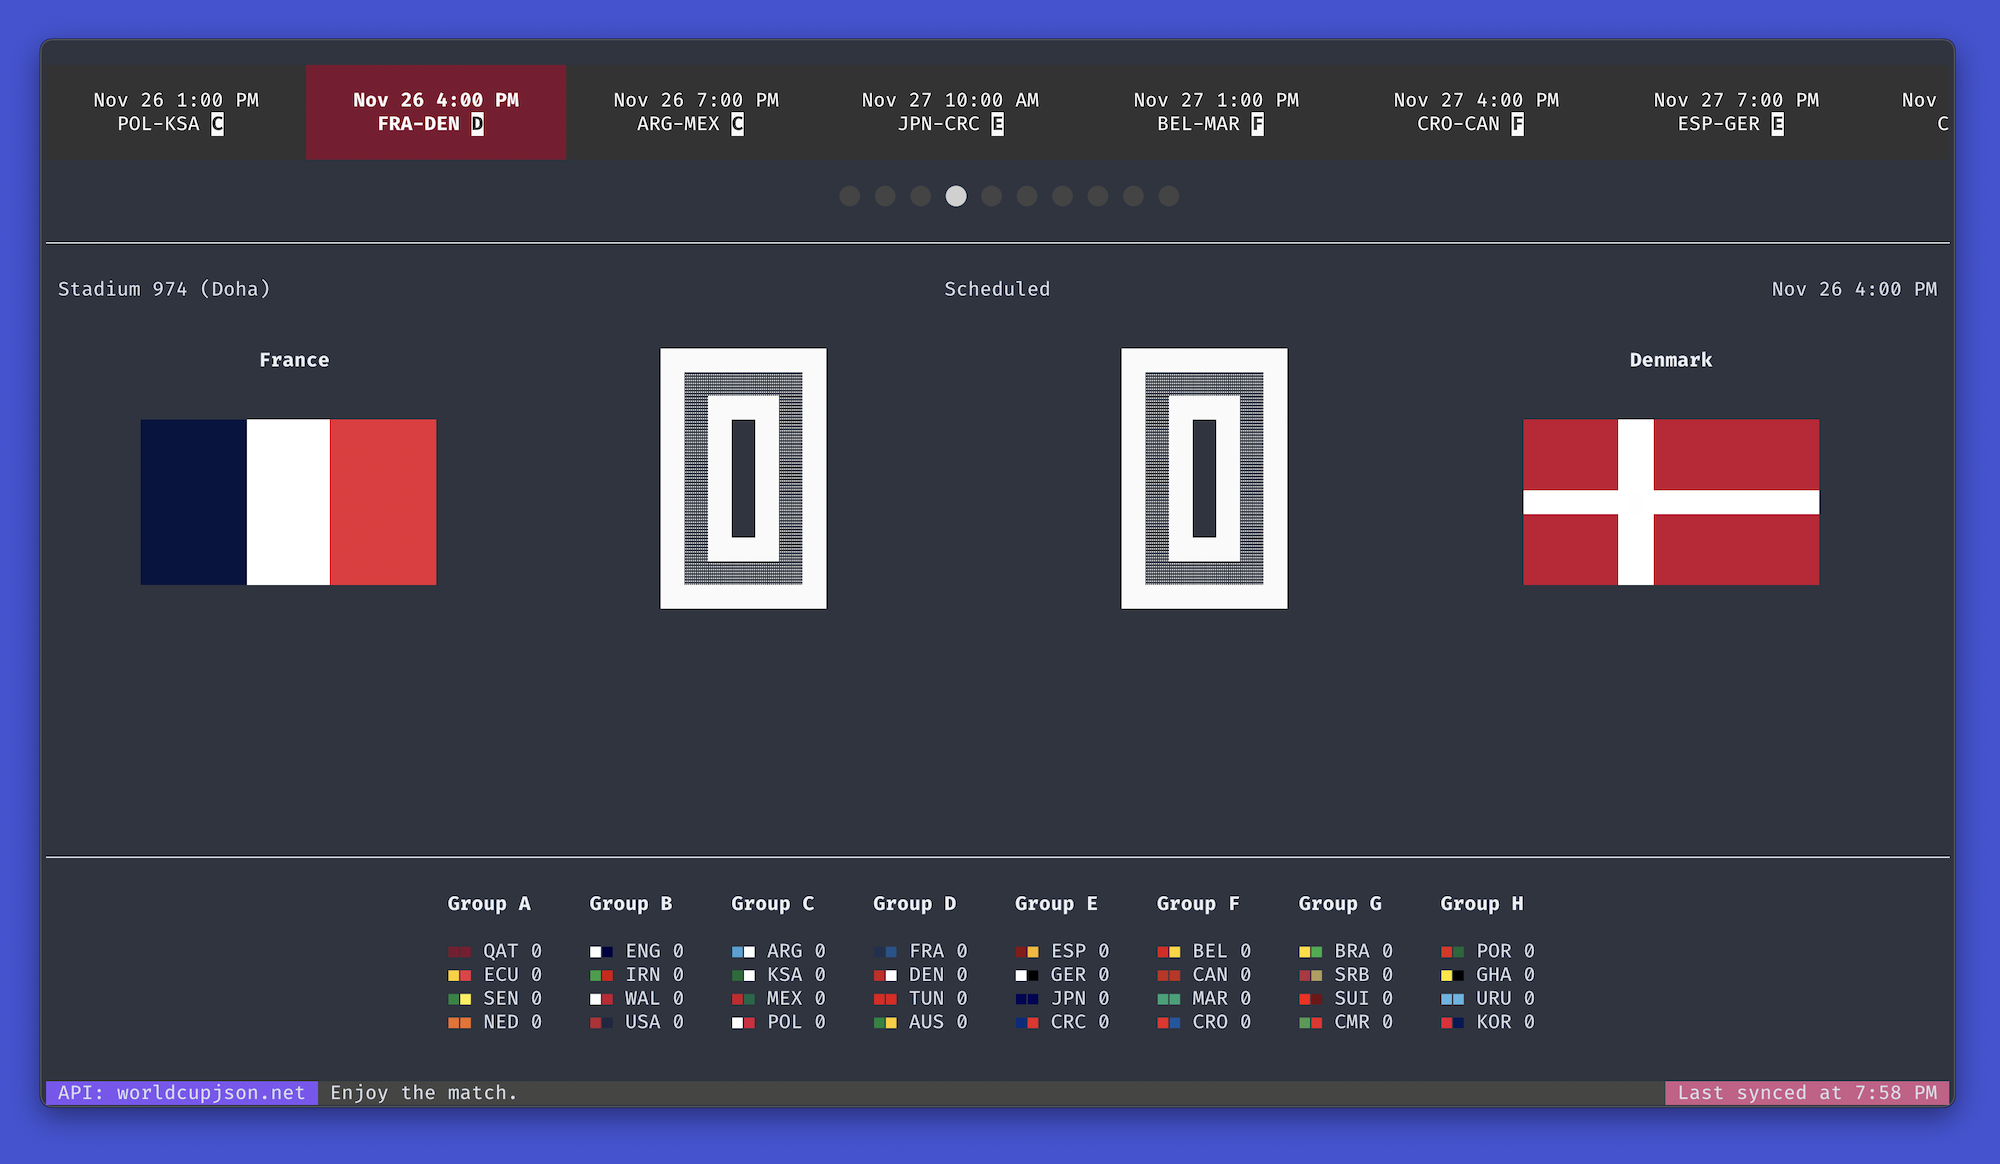 Nov 26 1:00 PM Nov 26 4:00 PM Nov 26 7:00 PM Nov 27 10:00 AM Nov 27 1:00 PM Nov 27 4:00 PM Nov 27 7:00 PM Nov
POL-KSA C FRA-DEN D ARG-MEX C JPN-CRC E BEL-MAR F CRO-CAN F ESP-GER E C
Stadium 974 (Doha) Scheduled Nov 26 4:00 PM
France Denmark
0 0
Group A Group B Group C Group D Group E Group F Group G Group H
QAT 0 ENG 0 ARG 0 FRA 0 ESP 0 BEL 0 BRA 0 POR 0
ECU 0 IRN 0 KSA 0 DEN 0 GER 0 CAN 0 SRB 0 GHA 0
SEN 0 WAL 0 MEX 0 TUN 0 JPN 0 MAR 0 SUI 0 URU 0
NED 0 USA 0 POL 0 AUS 0 CRC 0 CRO 0 CMR 0 KOR 0
API: worldcupjson.net Enjoy the match. Last synced at 7:58 PM